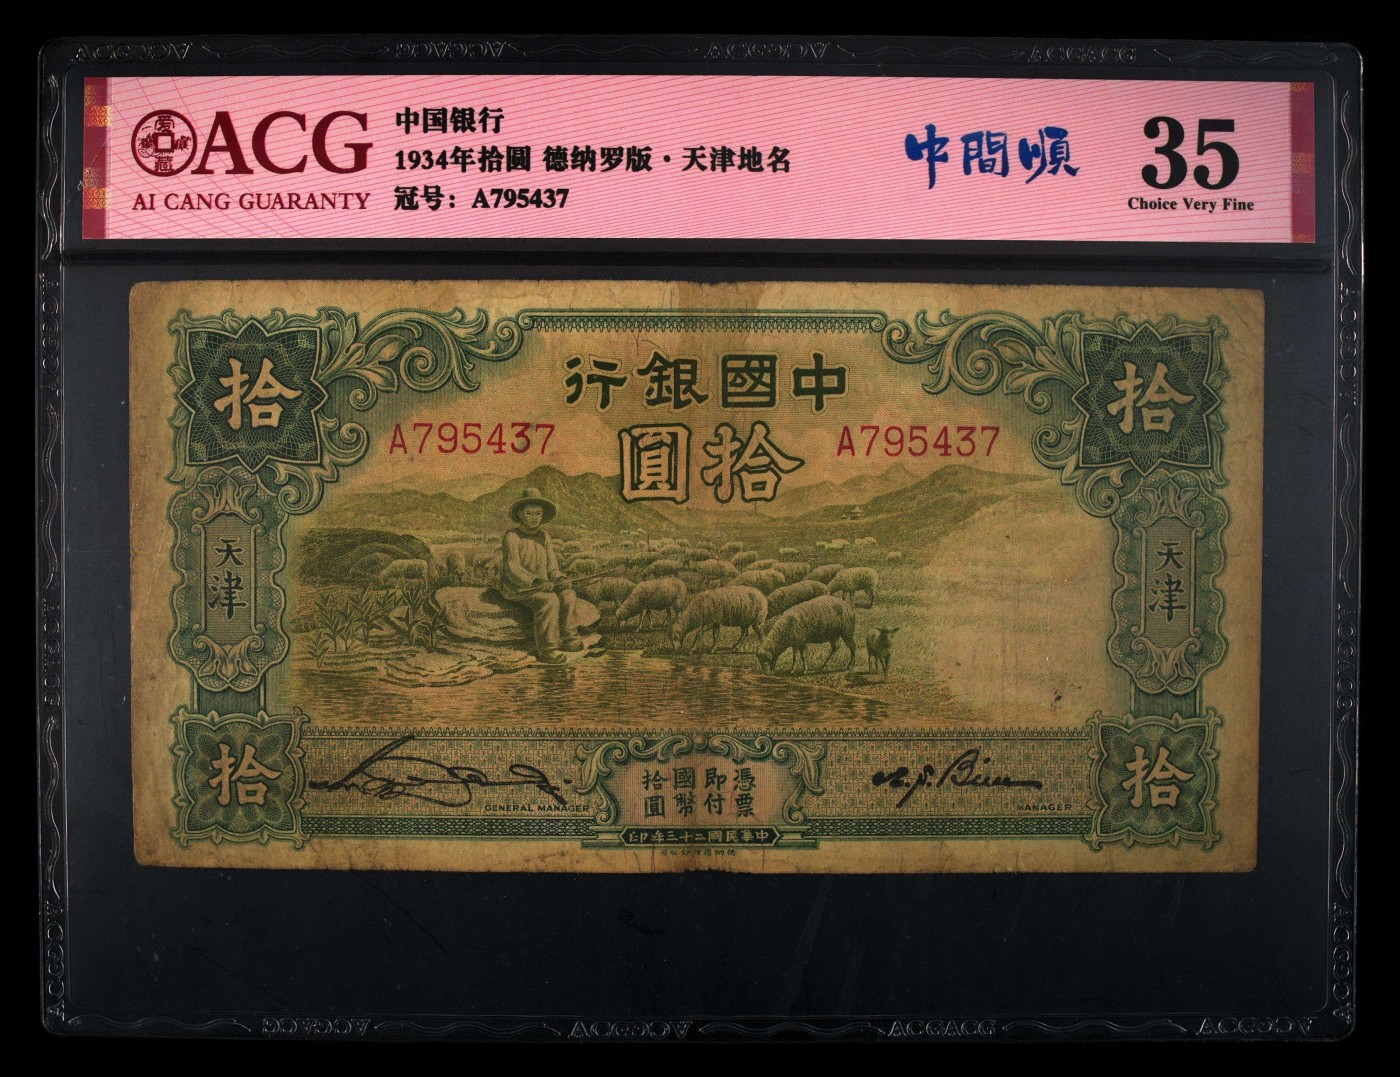 ACG
AI CANG GUARANTY
中国银行
1934年拾圓 德纳罗版·天津地名
冠号：A795437
中間順
35
Choice Very Fine
拾
拾
行銀國中
A795437
圓拾
A795437
天津
天津
拾
拾
GENERAL MANAGER
憑票
即付
國幣
拾圓
MANAGER
印年三十二國民華中